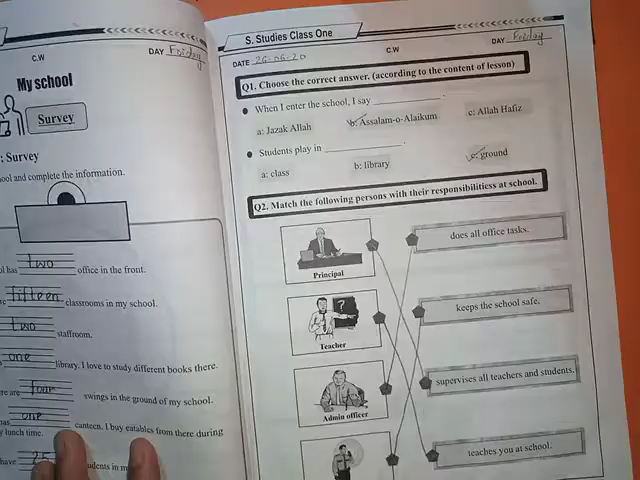 C.W
DAY Friday
My school
Survey
: Survey
ool and complete the information.
ol has two office in the front.
fifteen classrooms in my school.
two staffroom.
one library. I love to study different books there.
re are four swings in the ground of my school.
has one canteen. I buy eatables from there during
y lunch time.
have 25 udents in m
S. Studies Class One
DATE 26-06-20
C.W
DAY Friday
Q1. Choose the correct answer. (according to the content of lesson)
When I enter the school, I say ____________.
a: Jazak Allah b: Assalam-o-Alaikum c: Allah Hafiz
Students play in ______________.
a: class b: library c: ground
Q2. Match the following persons with their responsibilitiess at school.
Principal
does all office tasks.
?
Teacher
keeps the school safe.
Admin officer
supervises all teachers and students.
teaches you at school.